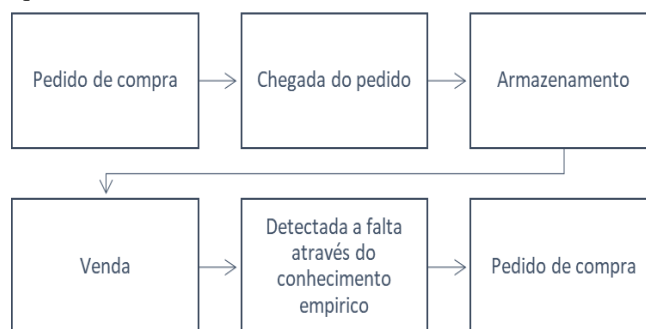 Pedido de compra
Chegada do pedido
Armazenamento
Venda
Detectada a falta
através do
conhecimento
empirico
Pedido de compra